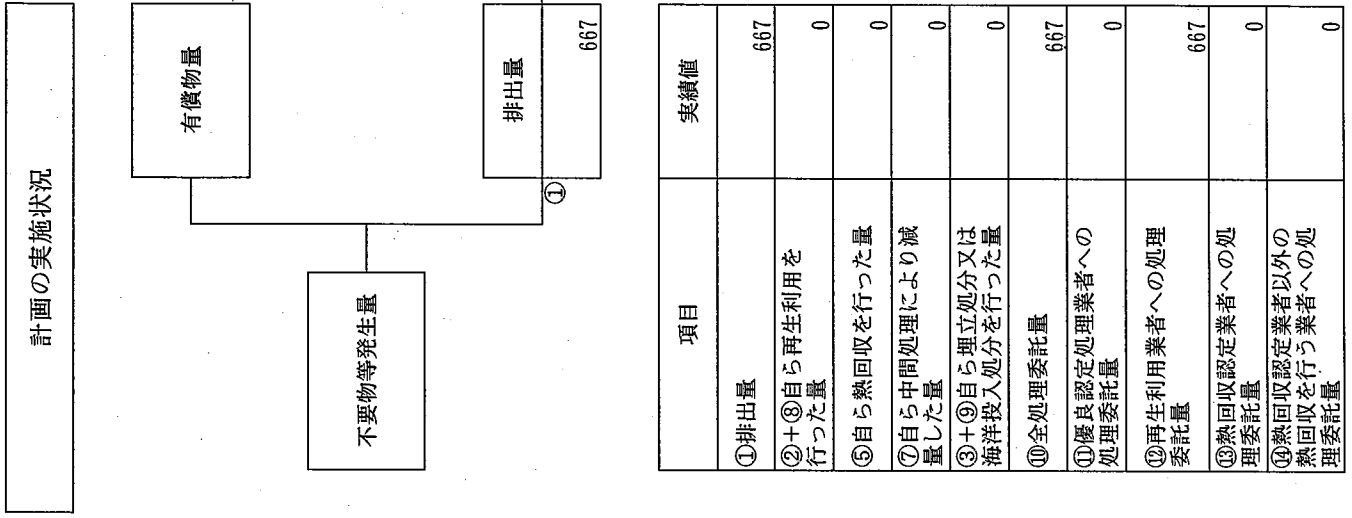 計画の実施状況
有償物量
不要物等発生量
排出量
①
667
項目
実績値
①排出量
667
②+⑧自ら再生利用を
行った量
0
⑤自ら熱回収を行った量
0
⑦自ら中間処理により減
量した量
0
③+⑨自ら埋立処分又は
海洋投入処分を行った量
0
⑩全処理委託量
667
⑪優良認定処理業者への
処理委託量
0
⑫再生利用業者への処理
委託量
667
⑬熱回収認定業者への処
理委託量
0
⑭熱回収認定業者以外の
熱回収を行う業者への処
理委託量
0